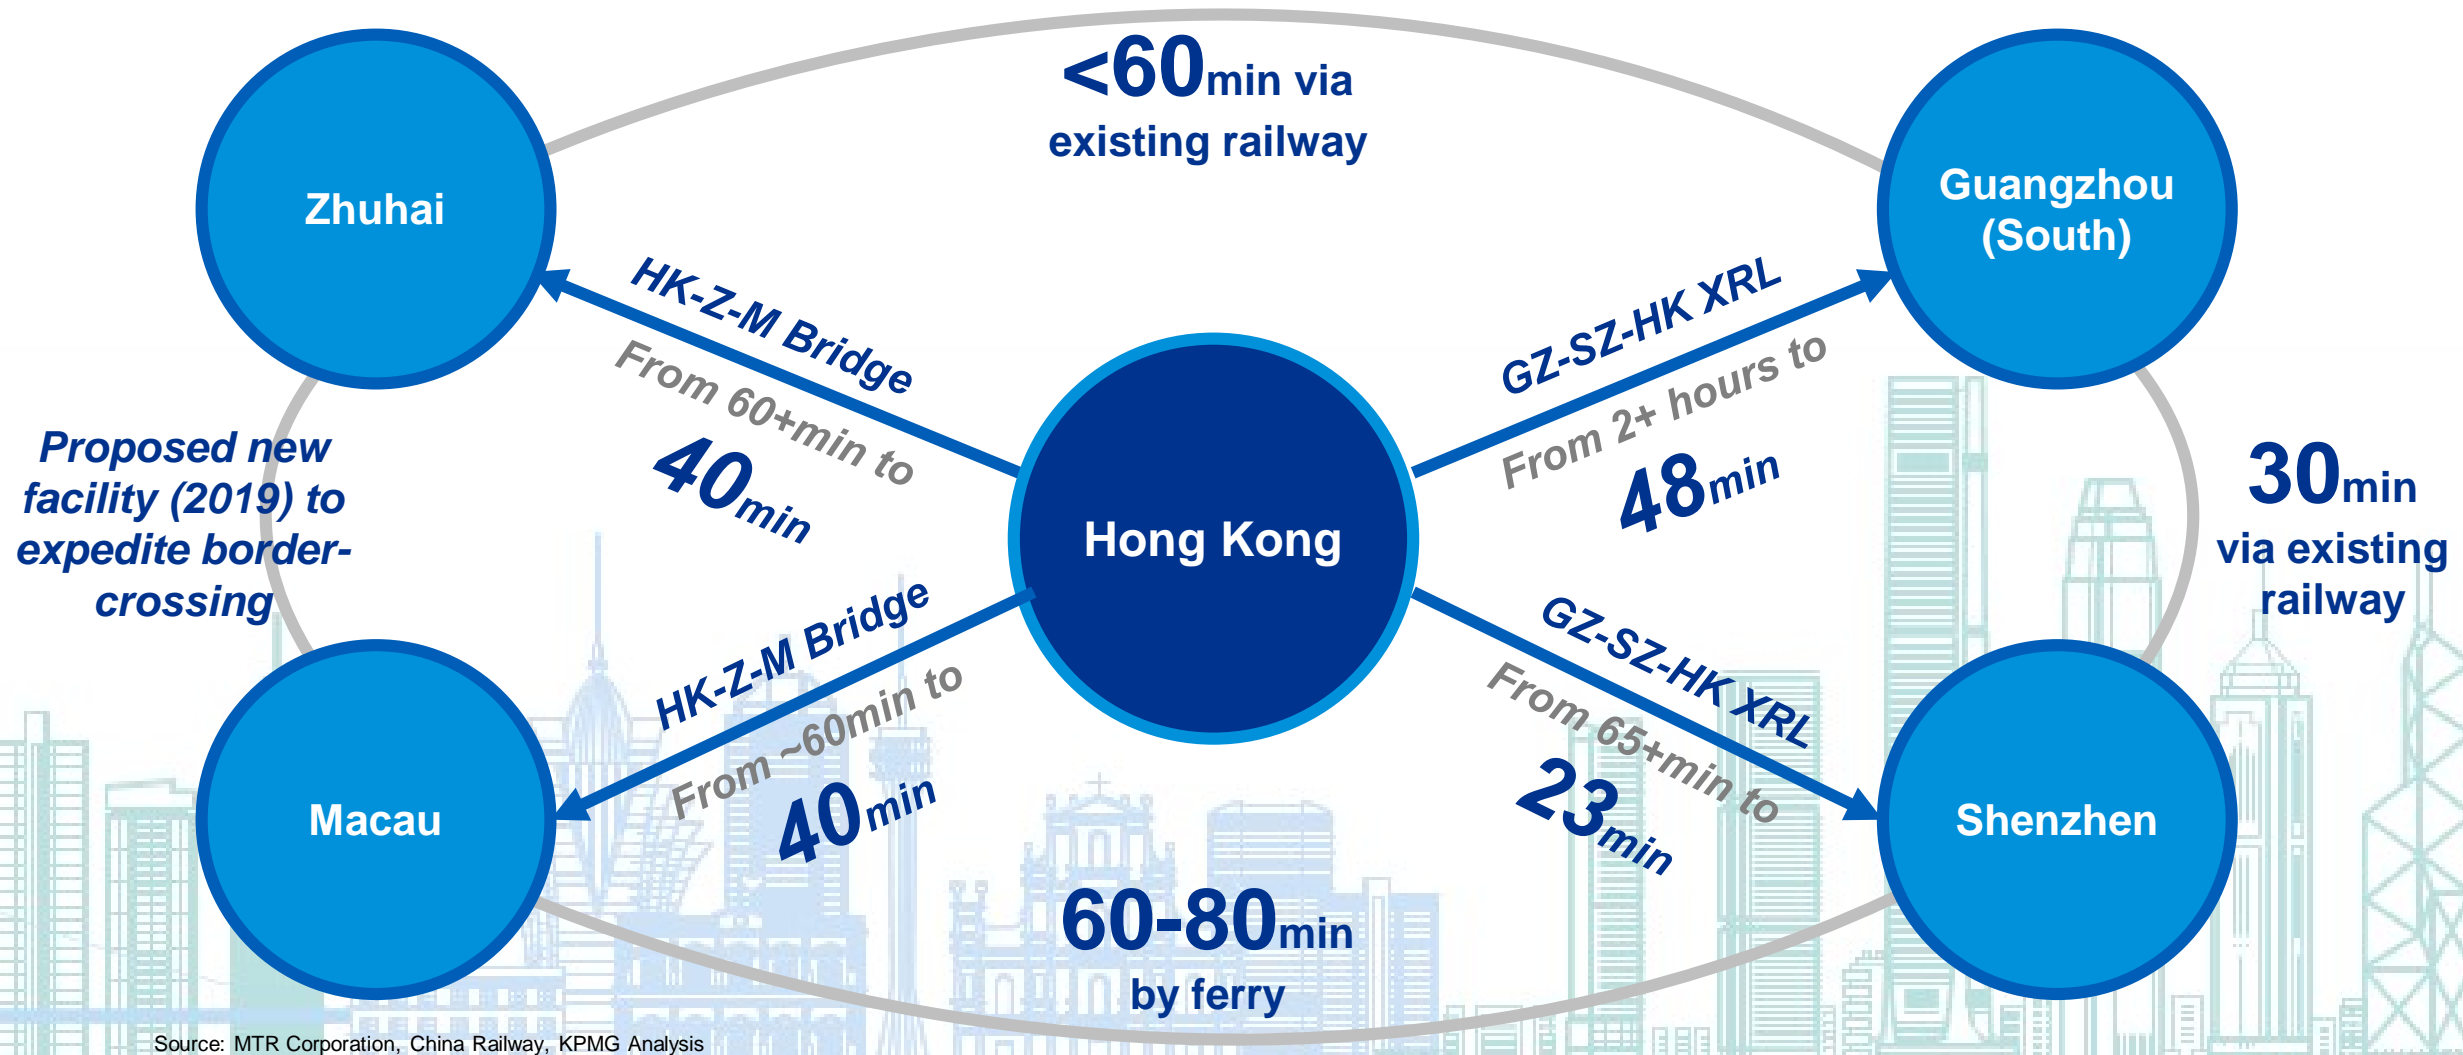 <60min via
existing railway
Zhuhai
Guangzhou
(South)
HK-Z-M Bridge
From 60+min to
40min
GZ-SZ-HK XRL
From 2+ hours to
48min
Proposed new
facility (2019) to
expedite border-
crossing
Hong Kong
30min
via existing
railway
HK-Z-M Bridge
From ~60min to
40min
GZ-SZ-HK XRL
From 65+min to
23min
Macau
Shenzhen
60-80min
by ferry
Source: MTR Corporation, China Railway, KPMG Analysis